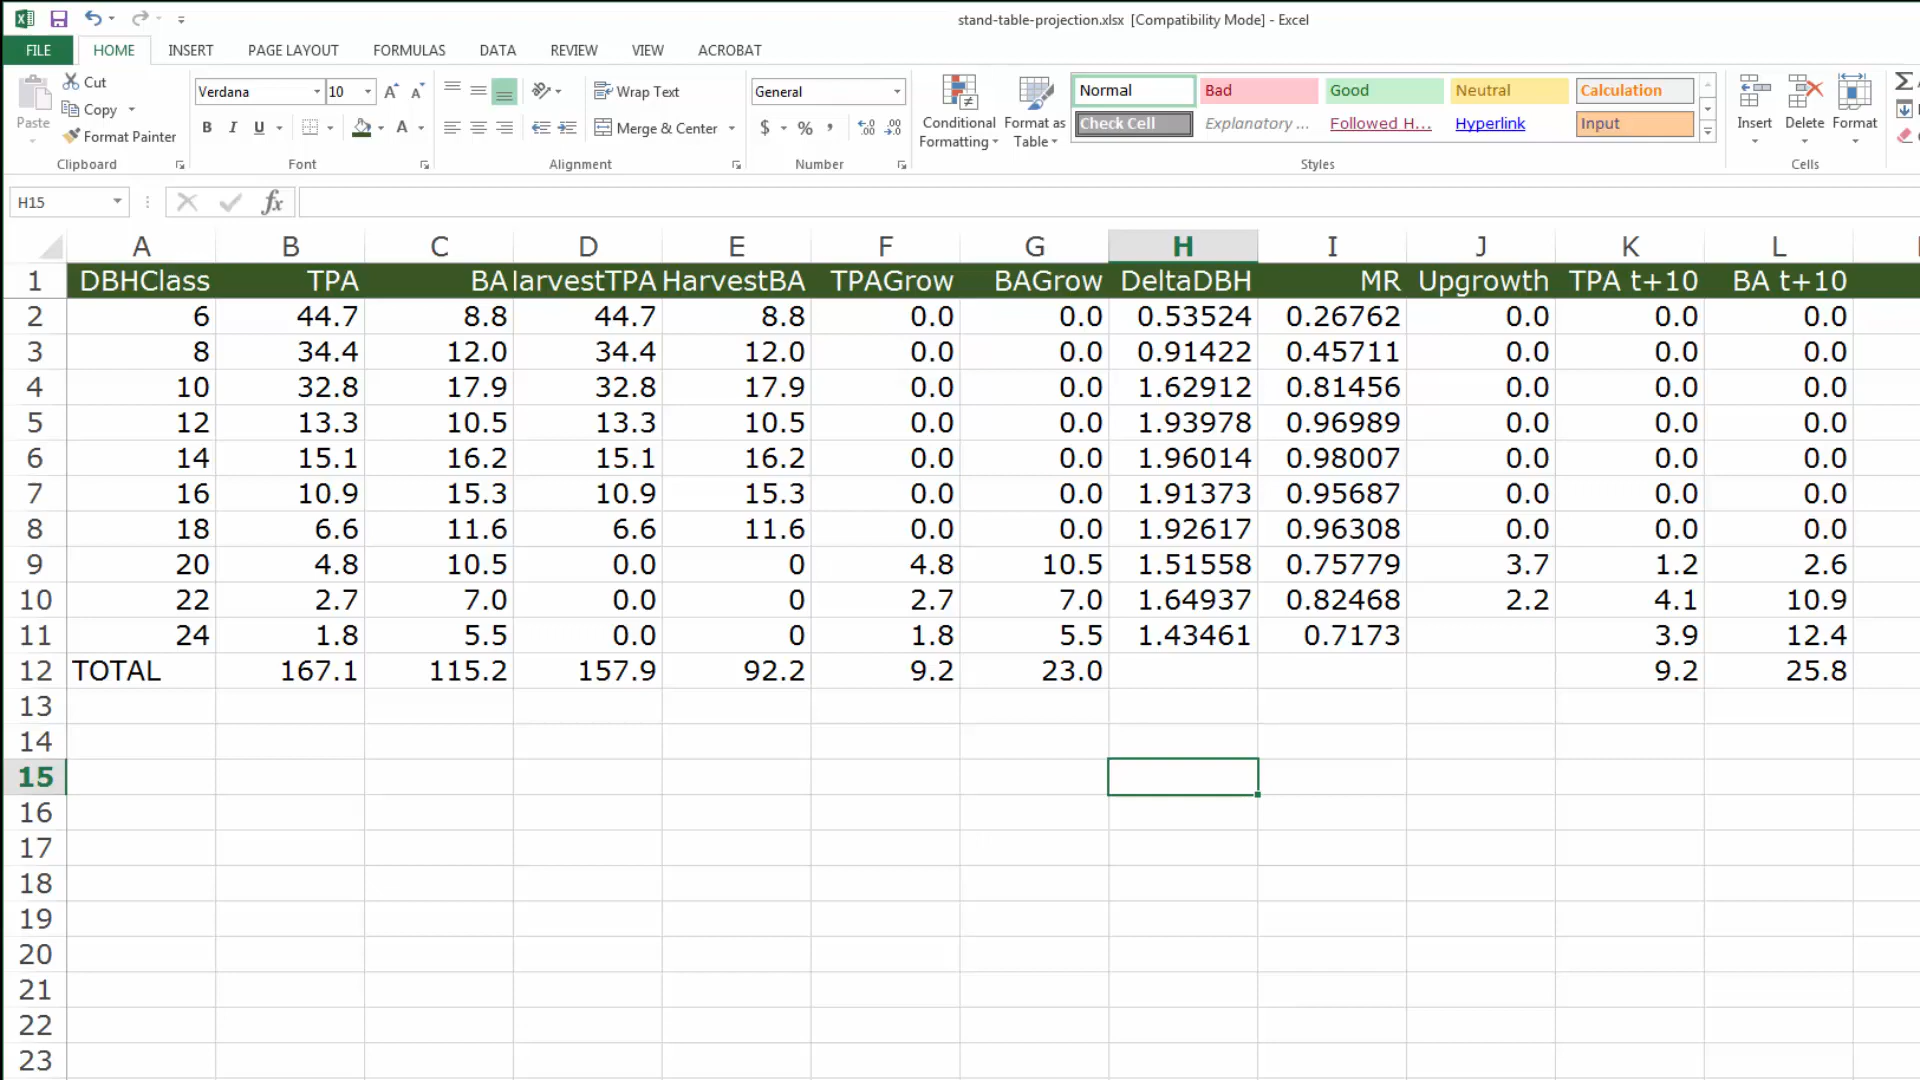 stand-table-projection.xlsx [Compatibility Mode] - Excel
FILE HOME INSERT PAGE LAYOUT FORMULAS DATA REVIEW VIEW ACROBAT
Paste
Cut
Copy
Format Painter
Clipboard
Verdana 10
B I U
Font
Wrap Text
Merge & Center
Alignment
General
$ % ,
Number
Conditional Formatting
Format as Table
Normal Bad Good Neutral Calculation
Check Cell Explanatory ... Followed H... Hyperlink Input
Styles
Insert Delete Format
Cells
H15
fx
A B C D E F G H I J K L
1 DBHClass TPA BA HarvestTPA HarvestBA TPAGrow BAGrow DeltaDBH MR Upgrowth TPA t+10 BA t+10
2 6 44.7 8.8 44.7 8.8 0.0 0.0 0.53524 0.26762 0.0 0.0 0.0
3 8 34.4 12.0 34.4 12.0 0.0 0.0 0.91422 0.45711 0.0 0.0 0.0
4 10 32.8 17.9 32.8 17.9 0.0 0.0 1.62912 0.81456 0.0 0.0 0.0
5 12 13.3 10.5 13.3 10.5 0.0 0.0 1.93978 0.96989 0.0 0.0 0.0
6 14 15.1 16.2 15.1 16.2 0.0 0.0 1.96014 0.98007 0.0 0.0 0.0
7 16 10.9 15.3 10.9 15.3 0.0 0.0 1.91373 0.95687 0.0 0.0 0.0
8 18 6.6 11.6 6.6 11.6 0.0 0.0 1.92617 0.96308 0.0 0.0 0.0
9 20 4.8 10.5 0.0 0 4.8 10.5 1.51558 0.75779 3.7 1.2 2.6
10 22 2.7 7.0 0.0 0 2.7 7.0 1.64937 0.82468 2.2 4.1 10.9
11 24 1.8 5.5 0.0 0 1.8 5.5 1.43461 0.7173 3.9 12.4
12 TOTAL 167.1 115.2 157.9 92.2 9.2 23.0 9.2 25.8
13
14
15
16
17
18
19
20
21
22
23